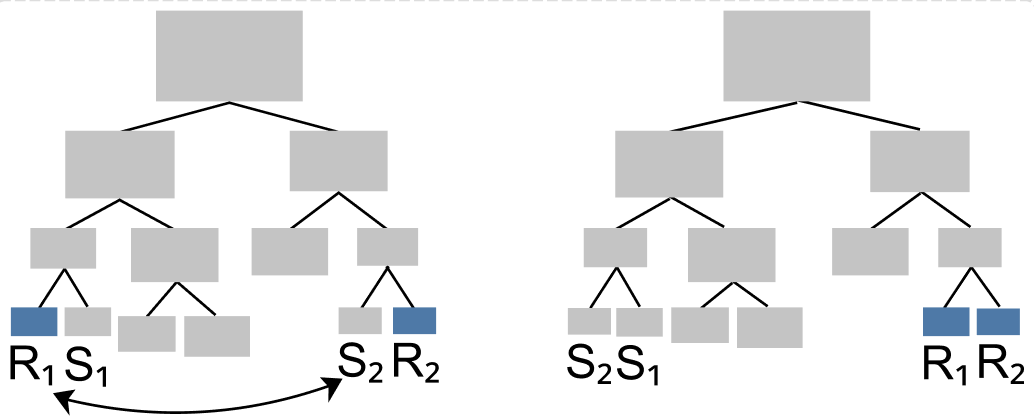 R₁ S₁ S₂ R₂ S₂ S₁ R₁ R₂